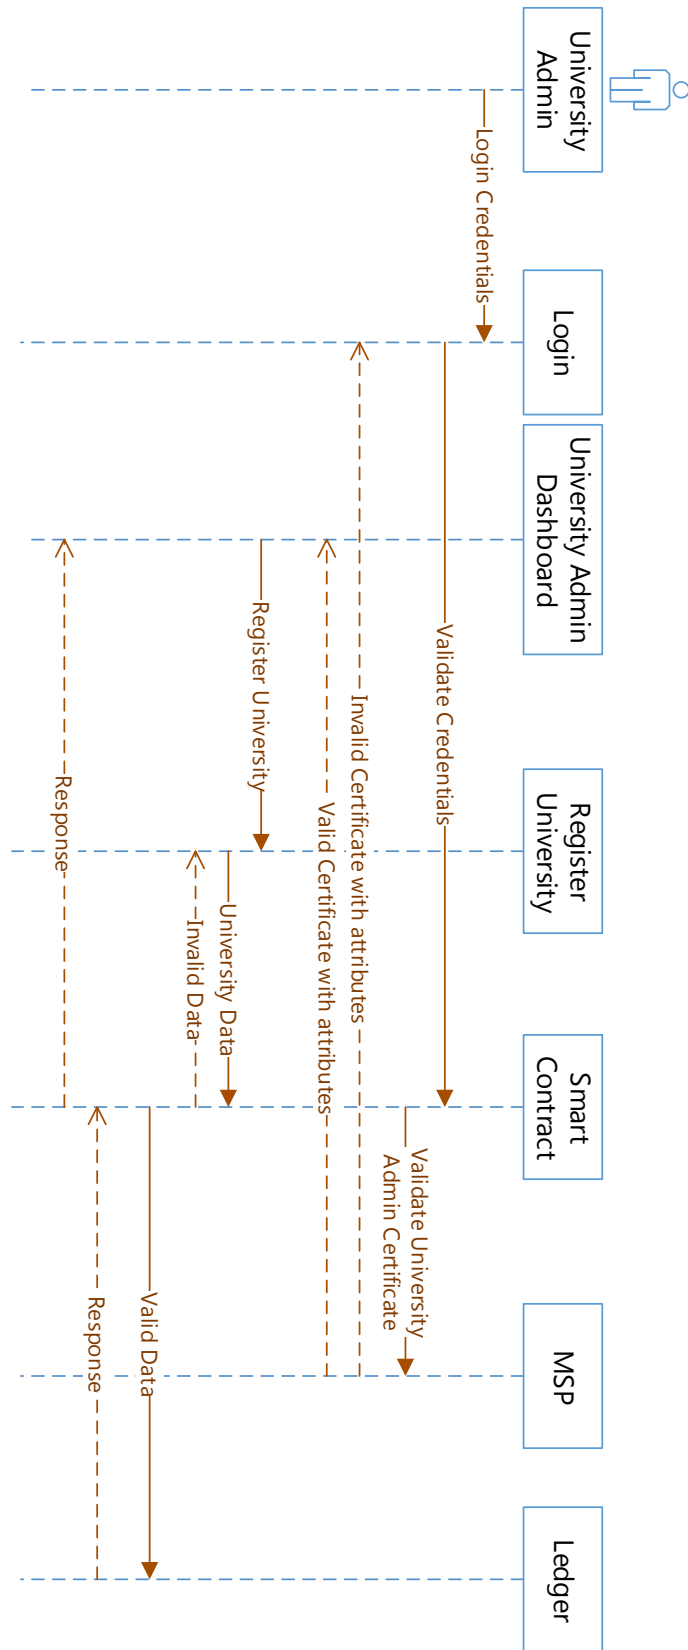 University
Admin
Login
University Admin
Dashboard
Register
University
Smart
Contract
MSP
Ledger
Login Credentials
Validate Credentials
Validate University
Admin Certificate
Invalid Certificate with attributes
Valid Certificate with attributes
Register University
University Data
Invalid Data
Valid Data
Response
Response